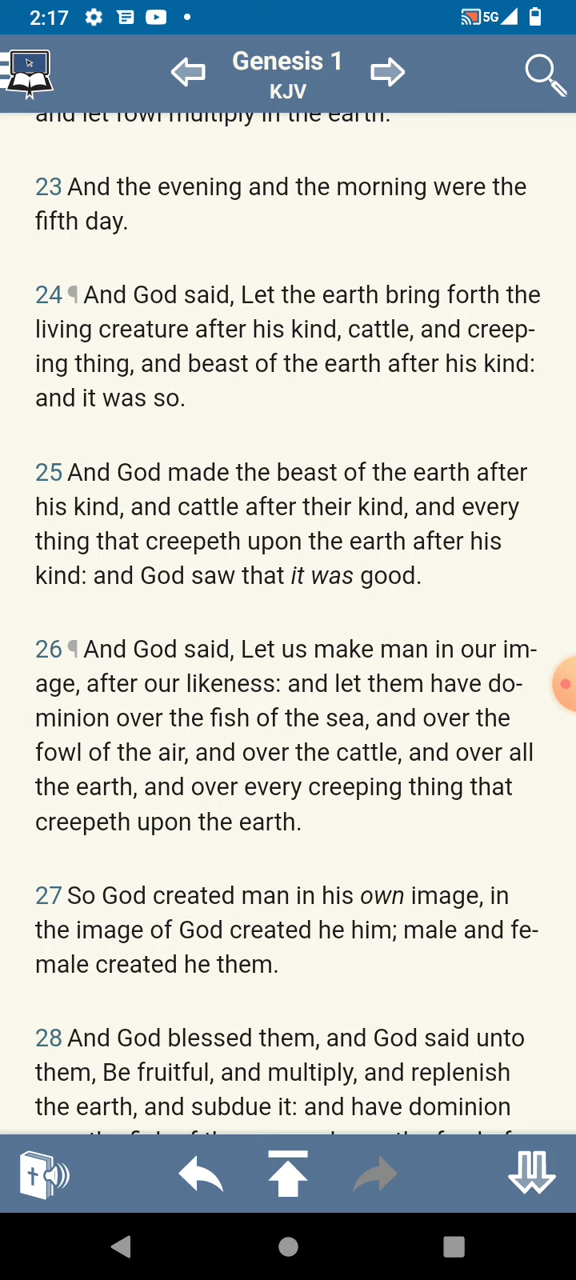 2:17
5G
Genesis 1
KJV
and let fowl multiply in the earth.
23 And the evening and the morning were the
fifth day.
24 ¶ And God said, Let the earth bring forth the
living creature after his kind, cattle, and creep-
ing thing, and beast of the earth after his kind:
and it was so.
25 And God made the beast of the earth after
his kind, and cattle after their kind, and every
thing that creepeth upon the earth after his
kind: and God saw that it was good.
26 ¶ And God said, Let us make man in our im-
age, after our likeness: and let them have do-
minion over the fish of the sea, and over the
fowl of the air, and over the cattle, and over all
the earth, and over every creeping thing that
creepeth upon the earth.
27 So God created man in his own image, in
the image of God created he him; male and fe-
male created he them.
28 And God blessed them, and God said unto
them, Be fruitful, and multiply, and replenish
the earth, and subdue it: and have dominion